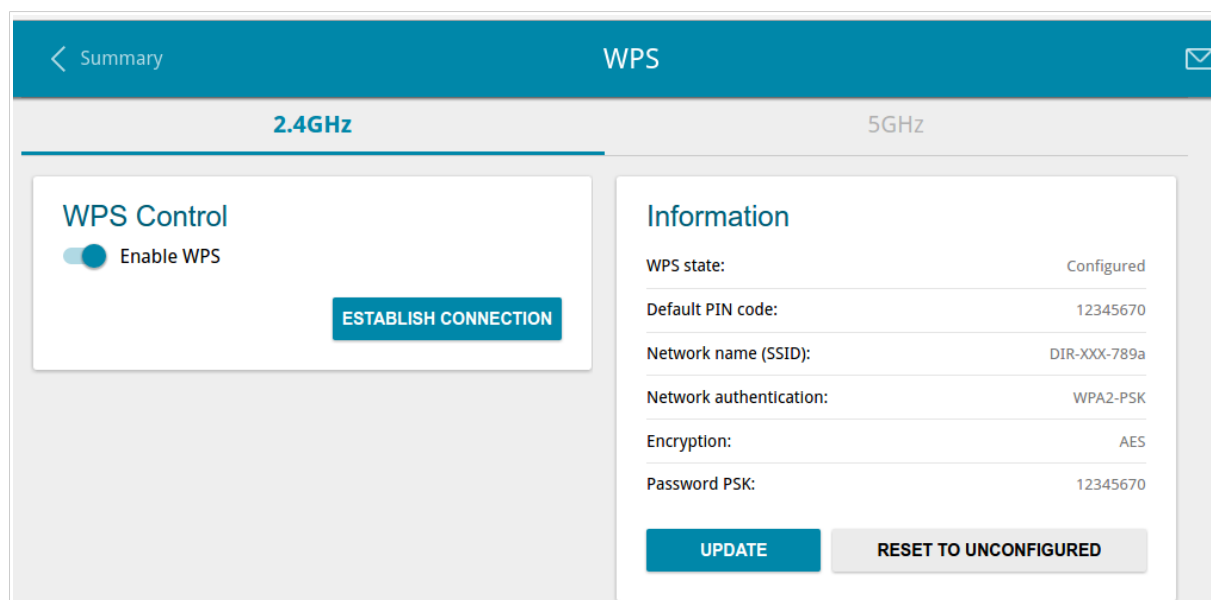 Summary
WPS
2.4GHz
5GHz
WPS Control
Enable WPS
ESTABLISH CONNECTION
Information
WPS state: Configured
Default PIN code: 12345670
Network name (SSID): DIR-XXX-789a
Network authentication: WPA2-PSK
Encryption: AES
Password PSK: 12345670
UPDATE
RESET TO UNCONFIGURED